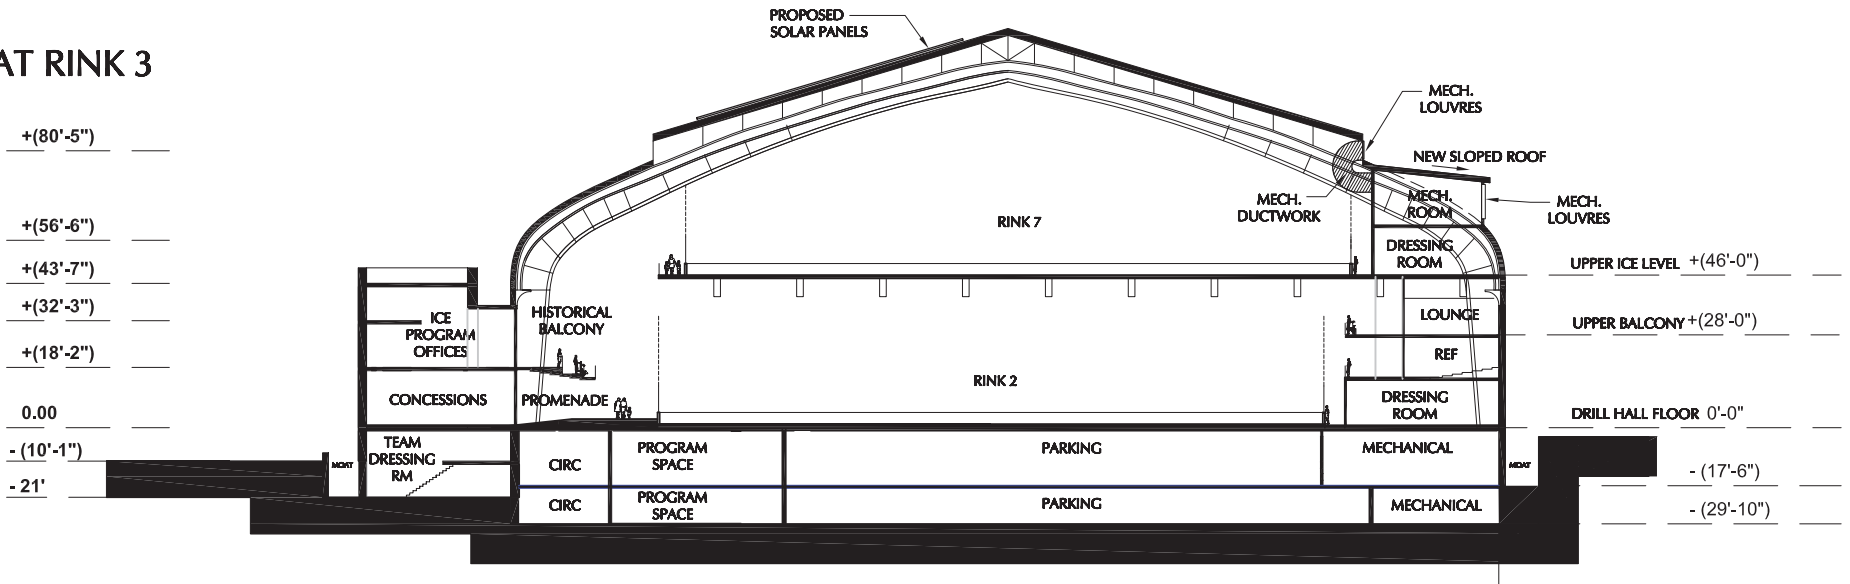 PROPOSED
SOLAR PANELS
AT RINK 3
MECH.
LOUVRES
+(80'-5")
NEW SLOPED ROOF
MECH.
DUCTWORK
MECH.
ROOM
MECH.
LOUVRES
+(56'-6")
RINK 7
DRESSING
ROOM
+(43'-7")
UPPER ICE LEVEL +(46'-0")
+(32'-3")
ICE
PROGRAM
OFFICES
HISTORICAL
BALCONY
LOUNGE
UPPER BALCONY +(28'-0")
+(18'-2")
REF
RINK 2
CONCESSIONS
PROMENADE
DRESSING
ROOM
0.00
DRILL HALL FLOOR 0'-0"
- (10'-1")
TEAM
DRESSING
RM
MOAT
CIRC
PROGRAM
SPACE
PARKING
MECHANICAL
MOAT
- (17'-6")
- 21'
CIRC
PROGRAM
SPACE
PARKING
MECHANICAL
- (29'-10")